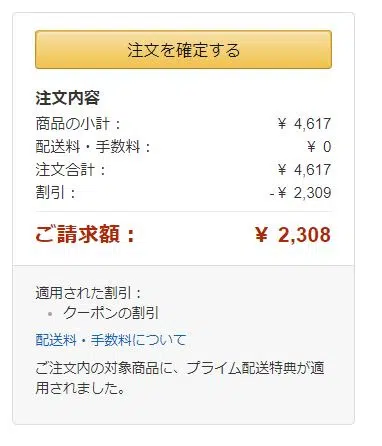 注文を確定する
注文内容
商品の小計： ¥ 4,617
配送料・手数料： ¥ 0
注文合計： ¥ 4,617
割引： -¥ 2,309
ご請求額： ¥ 2,308
適用された割引：
• クーポンの割引
配送料・手数料について
ご注文内の対象商品に、プライム配送特典が適
用されました。